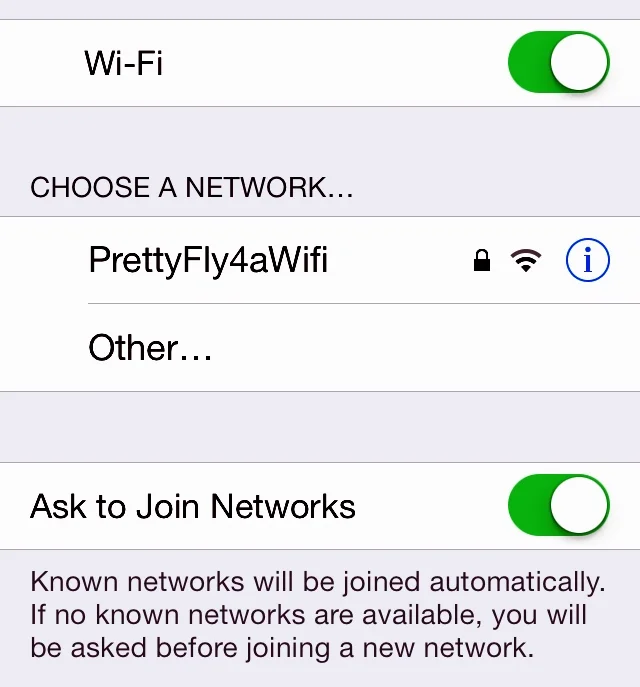 Wi-Fi
CHOOSE A NETWORK...
PrettyFly4aWifi
Other...
Ask to Join Networks
Known networks will be joined automatically.
If no known networks are available, you will
be asked before joining a new network.